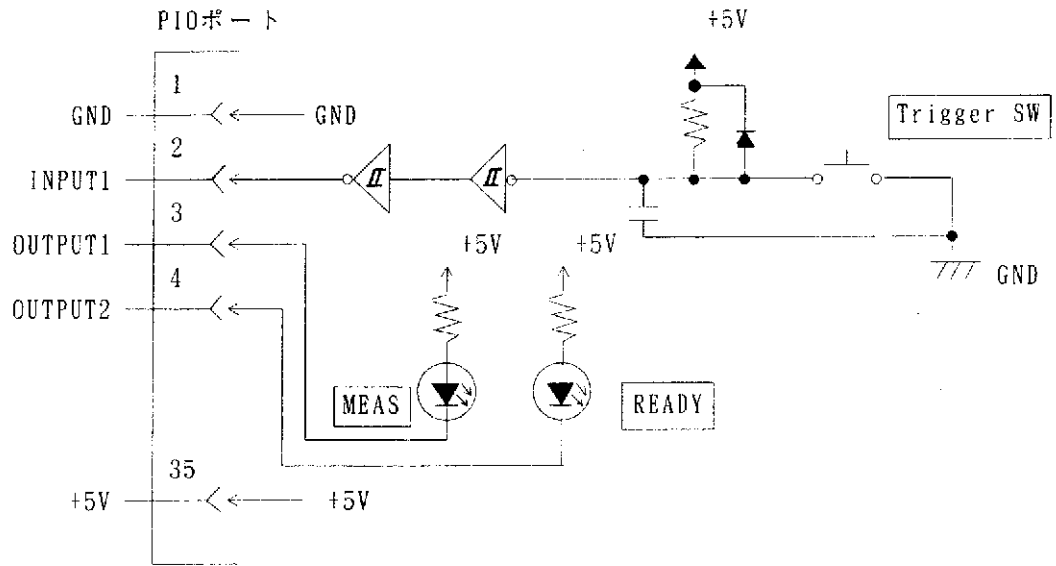 PIOポート
+5V
1
GND
GND
Trigger SW
2
INPUT1
3
OUTPUT1
+5V
+5V
4
GND
OUTPUT2
MEAS
READY
35
+5V
+5V